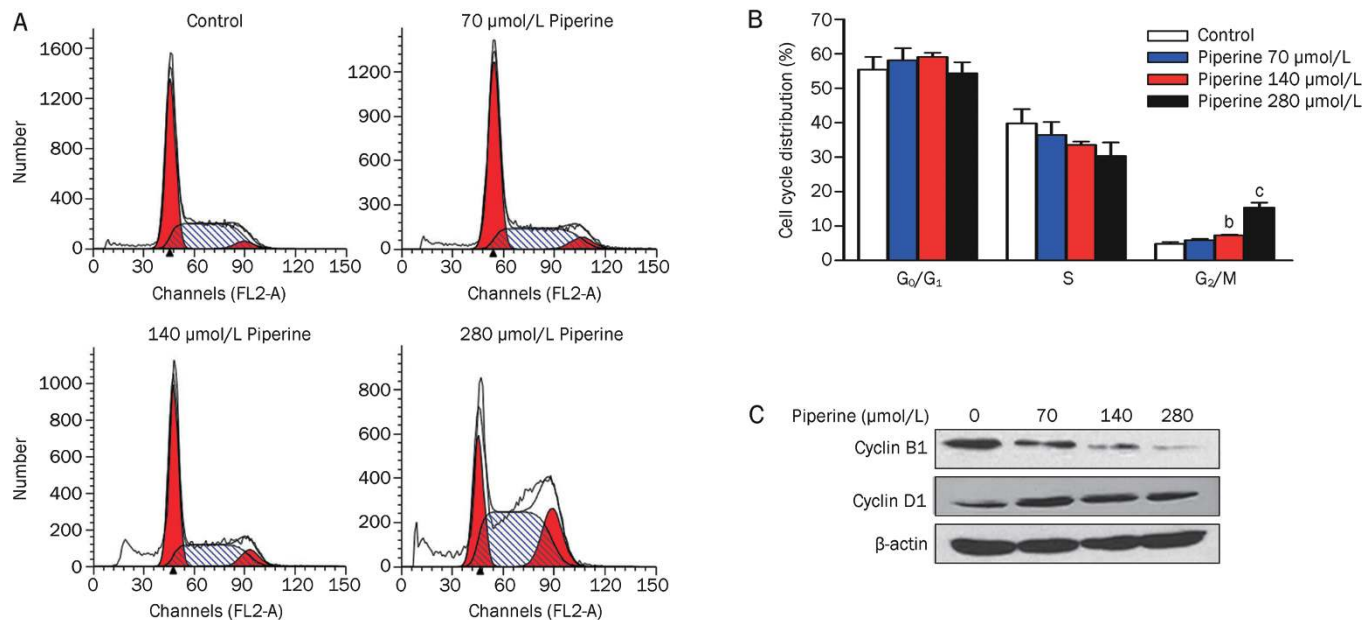 A
Control
Number
1600
1200
800
400
0
0 30 60 90 120 150
Channels (FL2-A)
70 μmol/L Piperine
1200
900
600
300
0
0 30 60 90 120 150
Channels (FL2-A)
140 μmol/L Piperine
Number
1000
800
600
400
200
0
0 30 60 90 120 150
Channels (FL2-A)
280 μmol/L Piperine
800
600
400
200
0
0 30 60 90 120 150
Channels (FL2-A)
B
Cell cycle distribution (%)
70
60
50
40
30
20
10
0
Control
Piperine 70 μmol/L
Piperine 140 μmol/L
Piperine 280 μmol/L
b
c
G₀/G₁ S G₂/M
C
Piperine (μmol/L) 0 70 140 280
Cyclin B1
Cyclin D1
β-actin